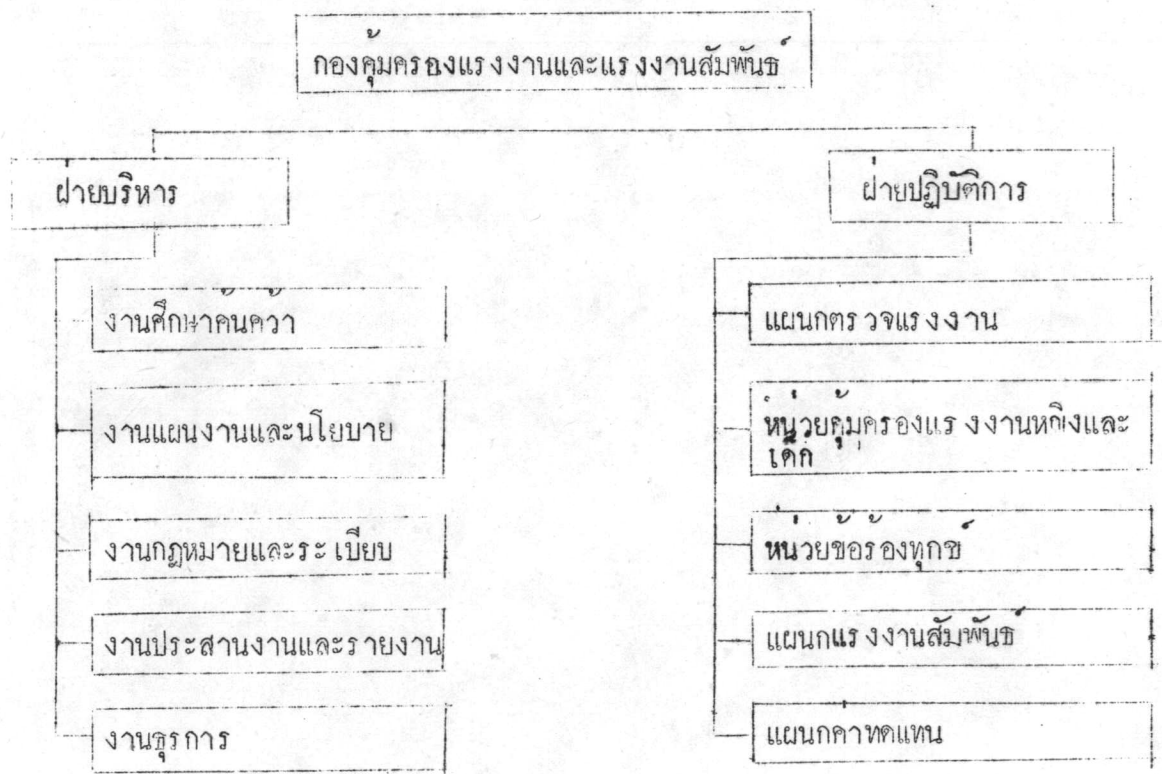 กองคุ้มครองแรงงานและแรงงานสัมพันธ์
ฝ่ายบริหาร
งานศึกษาค้นคว้า
งานแผนงานและนโยบาย
งานกฎหมายและระเบียบ
งานประสานงานและรายงาน
งานธุรการ
ฝ่ายปฏิบัติการ
แผนกตรวจแรงงาน
หน่วยคุ้มครองแรงงานหญิงและ
เด็ก
หน่วยข้อร้องทุกข์
แผนกแรงงานสัมพันธ์
แผนกค่าทดแทน